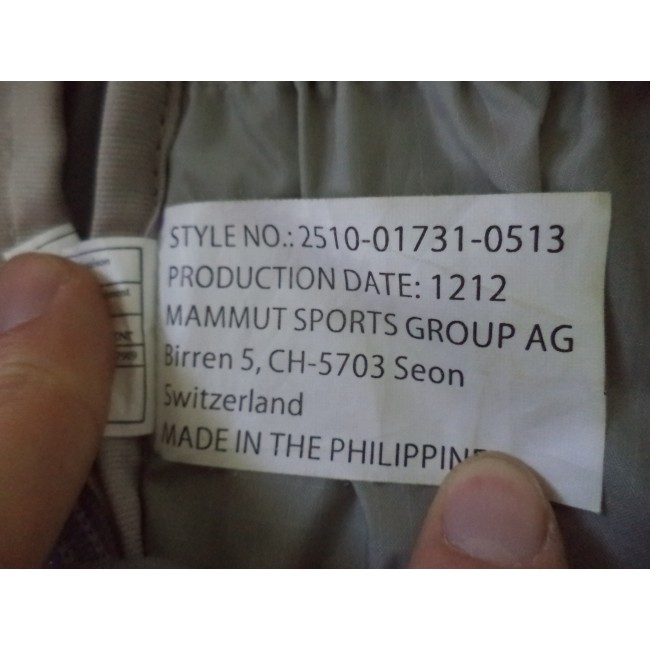 STYLE NO.: 2510-01731-0513
PRODUCTION DATE: 1212
MAMMUT SPORTS GROUP AG
Birren 5, CH-5703 Seon
Switzerland
MADE IN THE PHILIPPINE